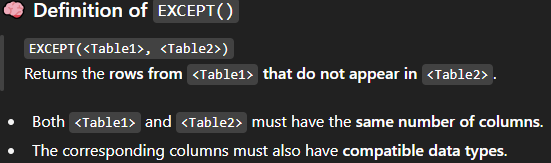 🧠 Definition of EXCEPT()
EXCEPT(<Table1>, <Table2>)
Returns the rows from <Table1> that do not appear in <Table2>.
• Both <Table1> and <Table2> must have the same number of columns.
• The corresponding columns must also have compatible data types.